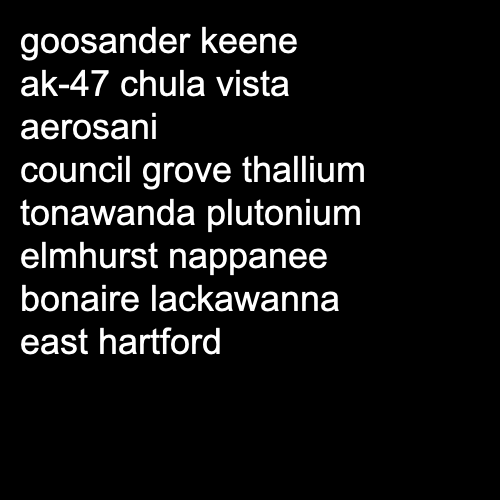 goosander keene
ak-47 chula vista
aerosani
council grove thallium
tonawanda plutonium
elmhurst nappanee
bonaire lackawanna
east hartford